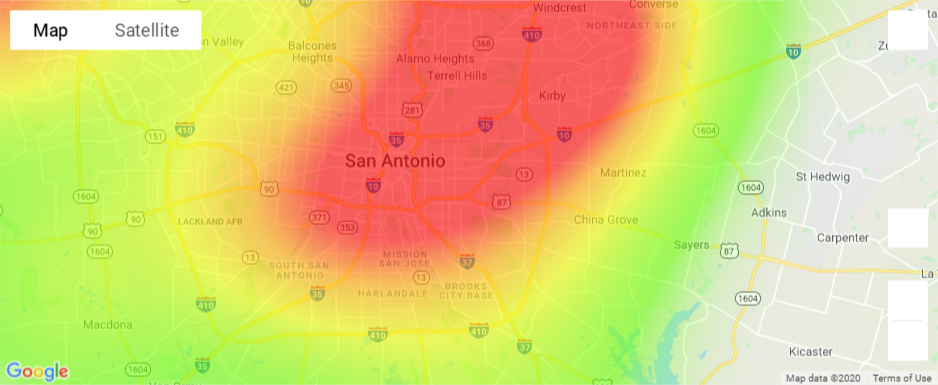 Windcrest
Converse
Map
Satellite
NORTHEAST SIDE
410
368
Balcones
Heights
10
Alamo Heights
Terrell Hills
421
345
Kirby
281
151
410
35
35
10
1604
San Antonio
13
Martinez
St Hedwig
10
90
1604
1604
87
371
353
China Grove
Adkins
LACKLAND AFB
90
90
Sayers
87
Carpenter
1604
13
MISSION
SAN JOSE
37
SOUTH SAN
ANTONIO
13
La
35
HARLANDALE
BROOKS
CITY BASE
1604
410
Macdona
410
410
37
Kicaster
35
1604
Google
Map data ©2020
Terms of Use